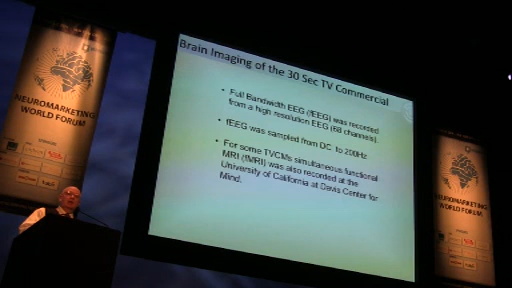 Brain Imaging of the 30 Sec TV Commercial
• Full Bandwidth EEG (fEEG) was recorded
from a high resolution EEG (68 channels).
• fEEG was sampled from DC to 200Hz
• For some TVCMs simultaneous functional
MRI (fMRI) was also recorded at the
University of California at Davis Center for
Mind.
NEUROMARKETING
WORLD FORUM
NEUROMARKETING
WORLD FORUM